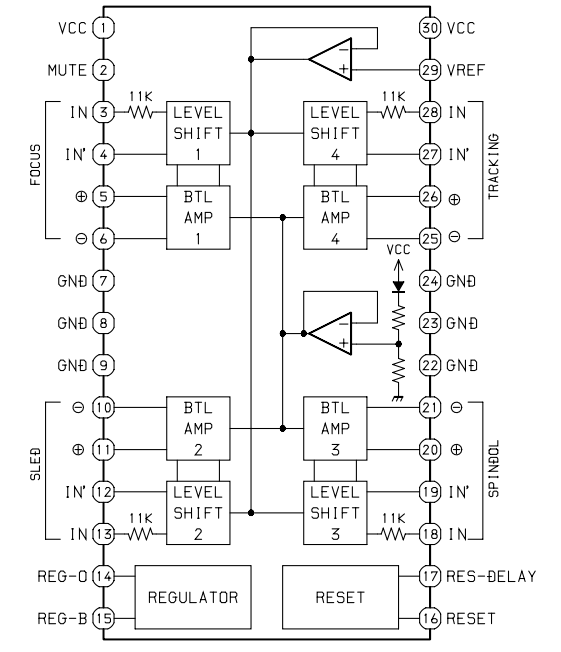 VCC 1 30 VCC
MUTE 2 29 VREF
- +
IN 3 11K LEVEL SHIFT 1 LEVEL SHIFT 4 11K 28 IN
IN' 4 27 IN'
FOCUS
TRACKING
⊕ 5 BTL AMP 1 BTL AMP 4 26 ⊕
⊖ 6 25 ⊖
VCC
GND 7 24 GND
GND 8 23 GND
- +
GND 9 22 GND
⊖ 10 BTL AMP 2 BTL AMP 3 21 ⊖
⊕ 11 20 ⊕
SLED
SPINDOL
IN' 12 LEVEL SHIFT 2 LEVEL SHIFT 3 19 IN'
IN 13 11K 11K 18 IN
REG-O 14 REGULATOR RESET 17 RES-DELAY
REG-B 15 16 RESET